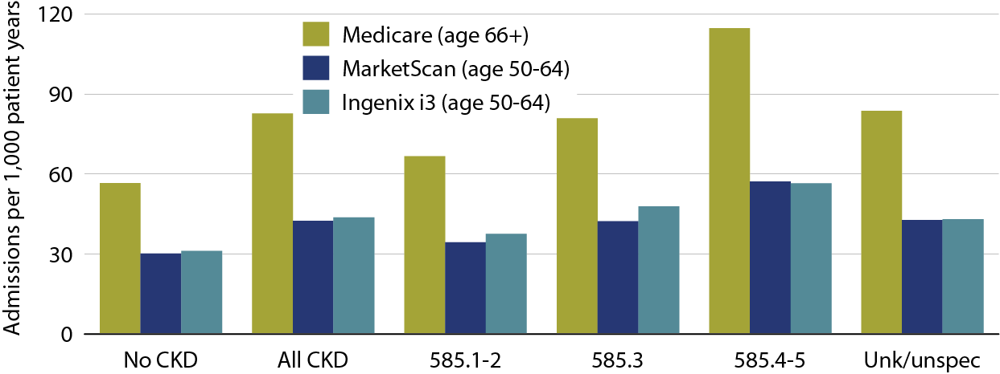 Admissions per 1,000 patient years
120
90
60
30
0
Medicare (age 66+)
MarketScan (age 50-64)
Ingenix i3 (age 50-64)
No CKD
All CKD
585.1-2
585.3
585.4-5
Unk/unspec